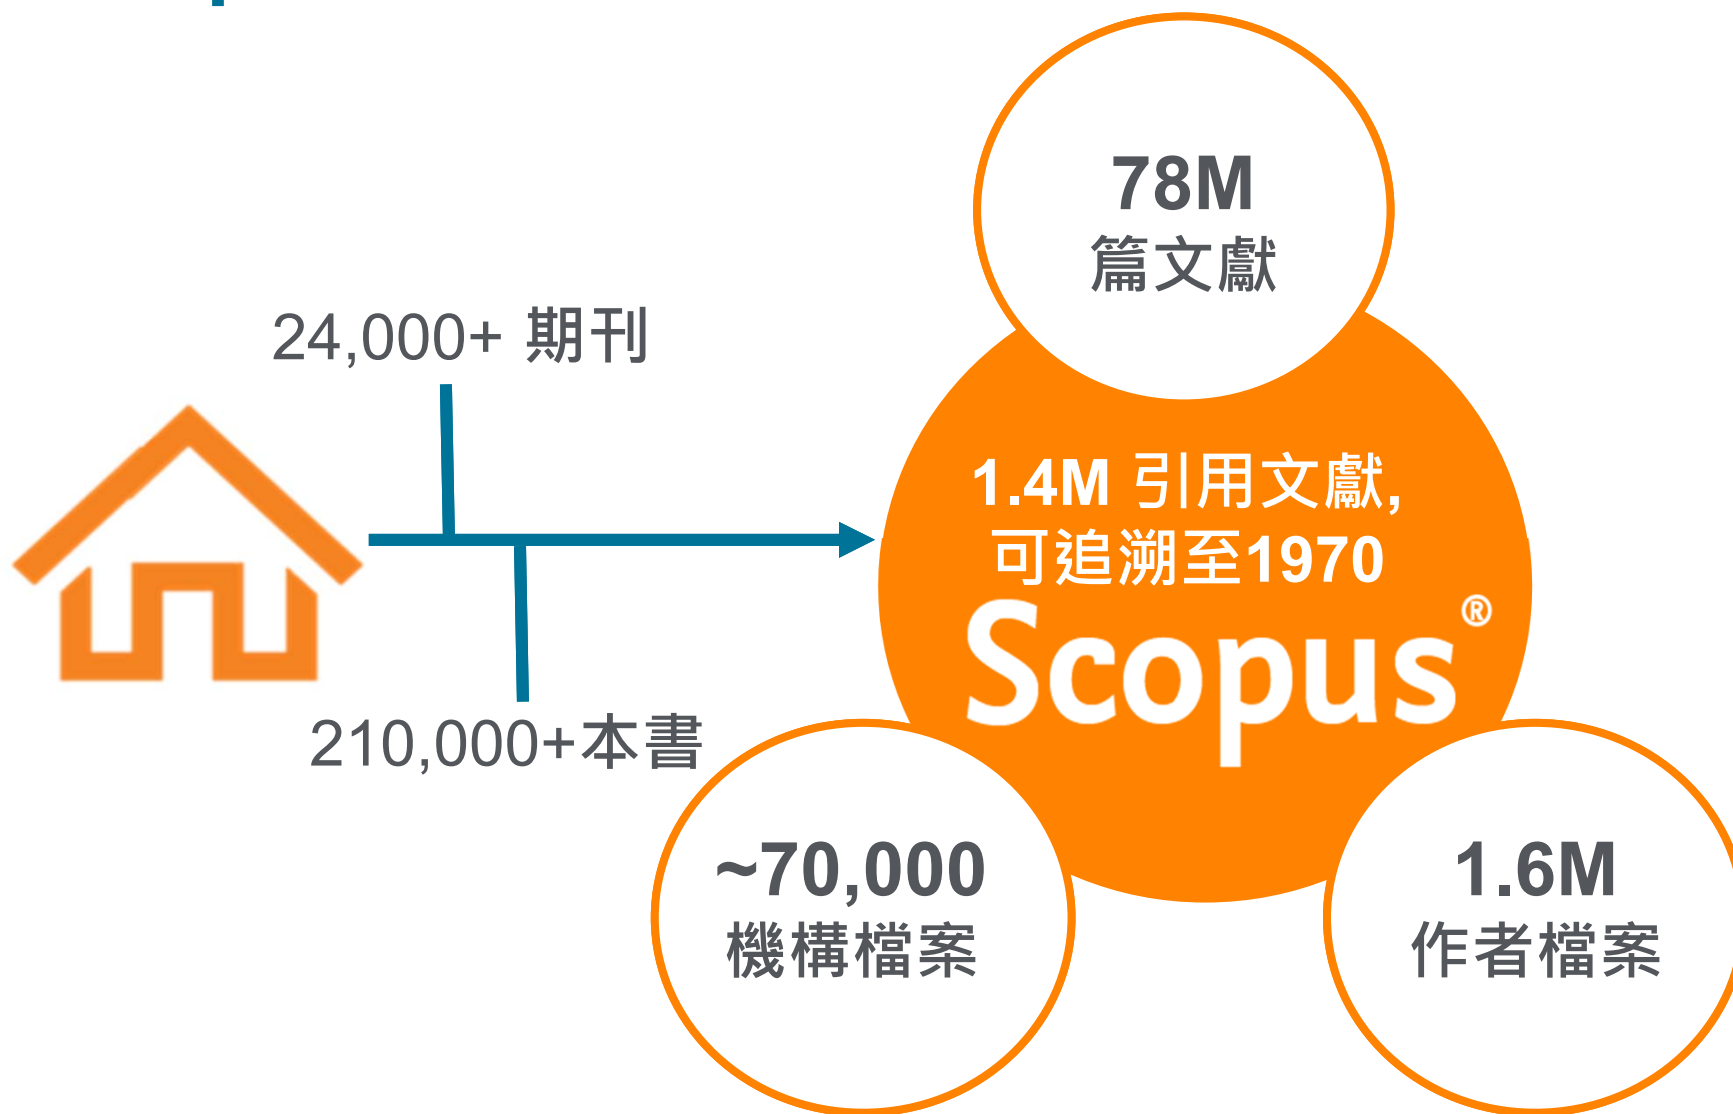 78M
篇文獻
24,000+ 期刊
1.4M 引用文獻,
可追溯至1970
Scopus®
210,000+本書
~70,000
機構檔案
1.6M
作者檔案